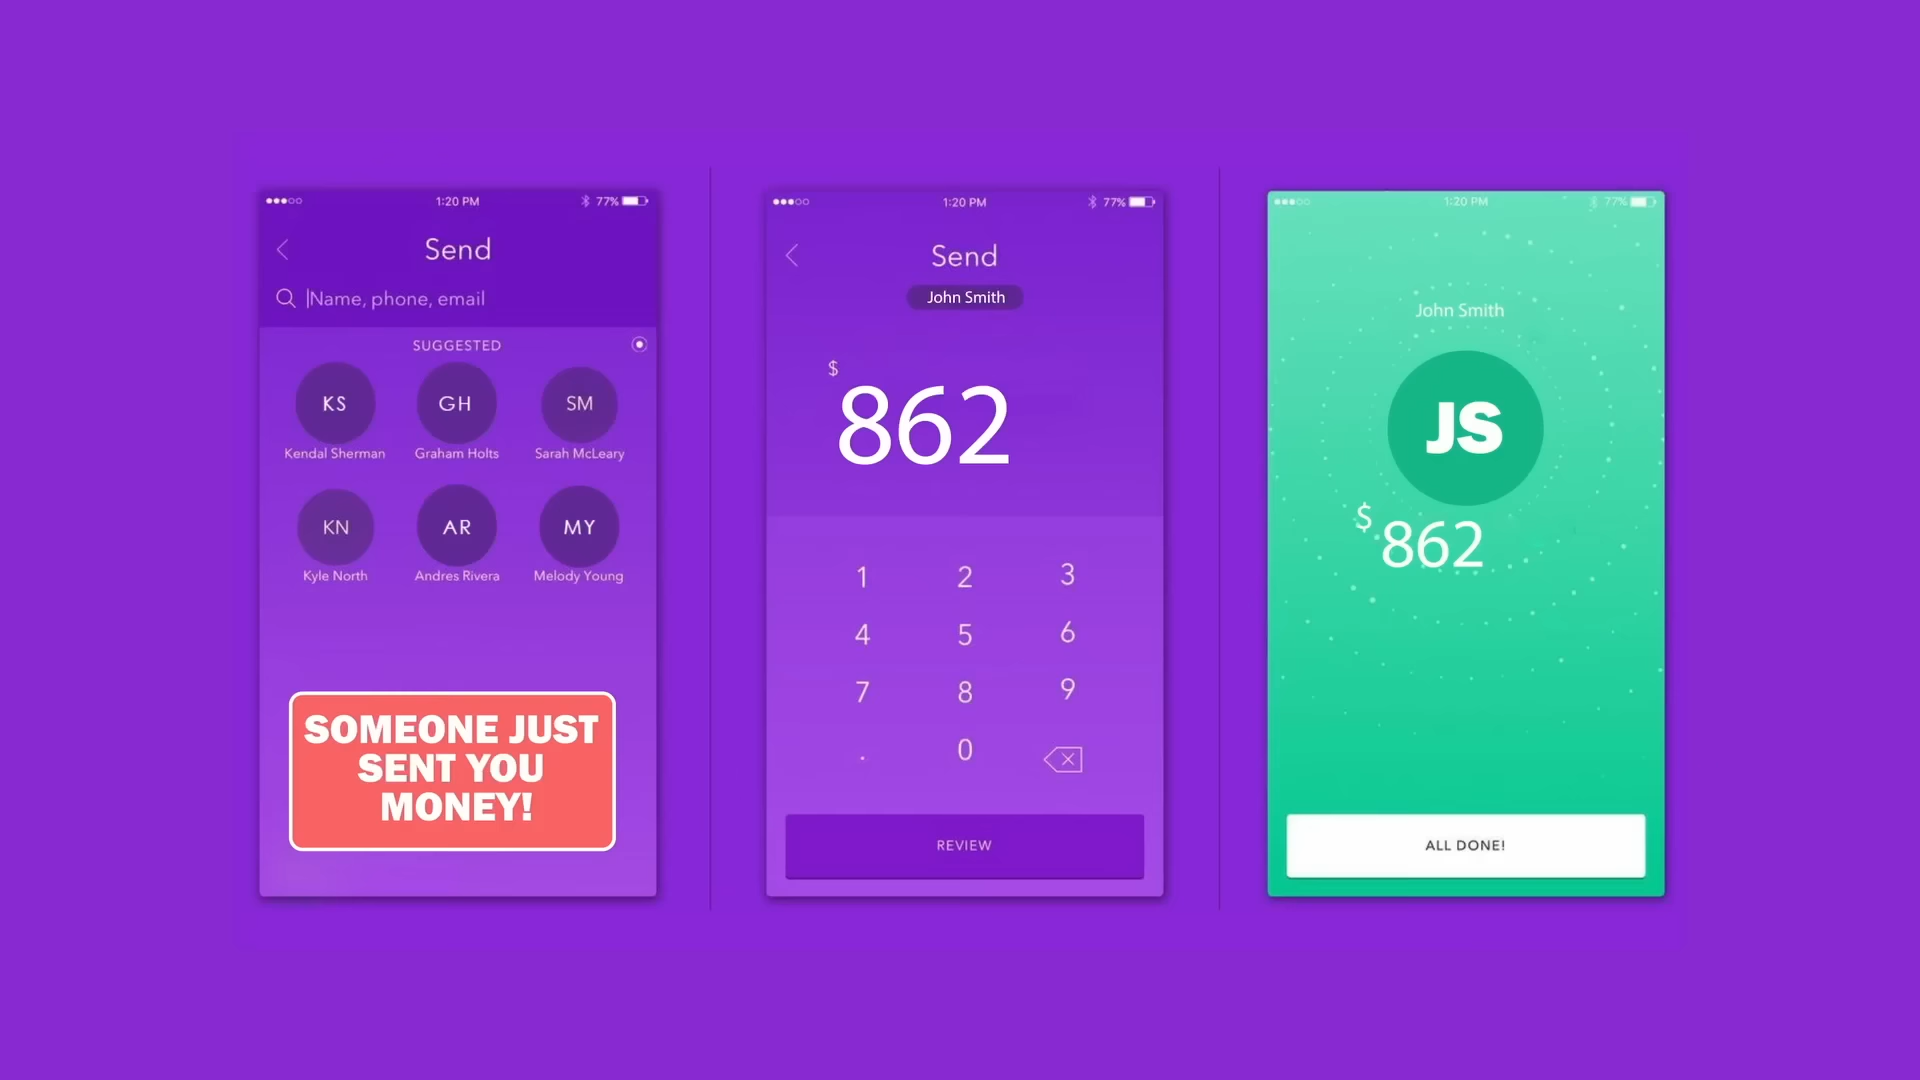 1:20 PM
77%
Send
Name, phone, email
SUGGESTED
KS
GH
SM
Kendal Sherman
Graham Holts
Sarah McLeary
KN
AR
MY
Kyle North
Andres Rivera
Melody Young
SOMEONE JUST
SENT YOU
MONEY!
1:20 PM
77%
Send
John Smith
$
862
1 2 3
4 5 6
7 8 9
. 0
REVIEW
1:20 PM
77%
John Smith
JS
$
862
ALL DONE!